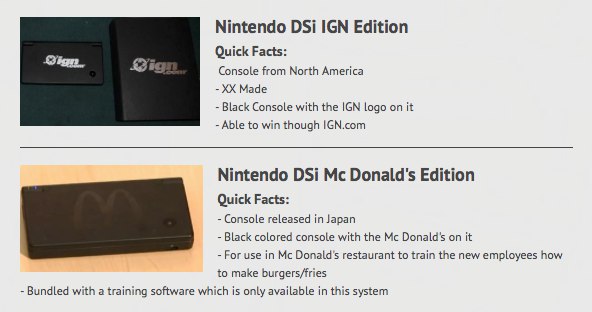 Nintendo DSi IGN Edition
Quick Facts:
Console from North America
- XX Made
- Black Console with the IGN logo on it
- Able to win though IGN.com
ign.com
ign.com
Nintendo DSi Mc Donald's Edition
Quick Facts:
- Console released in Japan
- Black colored console with the Mc Donald's on it
- For use in Mc Donald's restaurant to train the new employees how
to make burgers/fries
- Bundled with a training software which is only available in this system